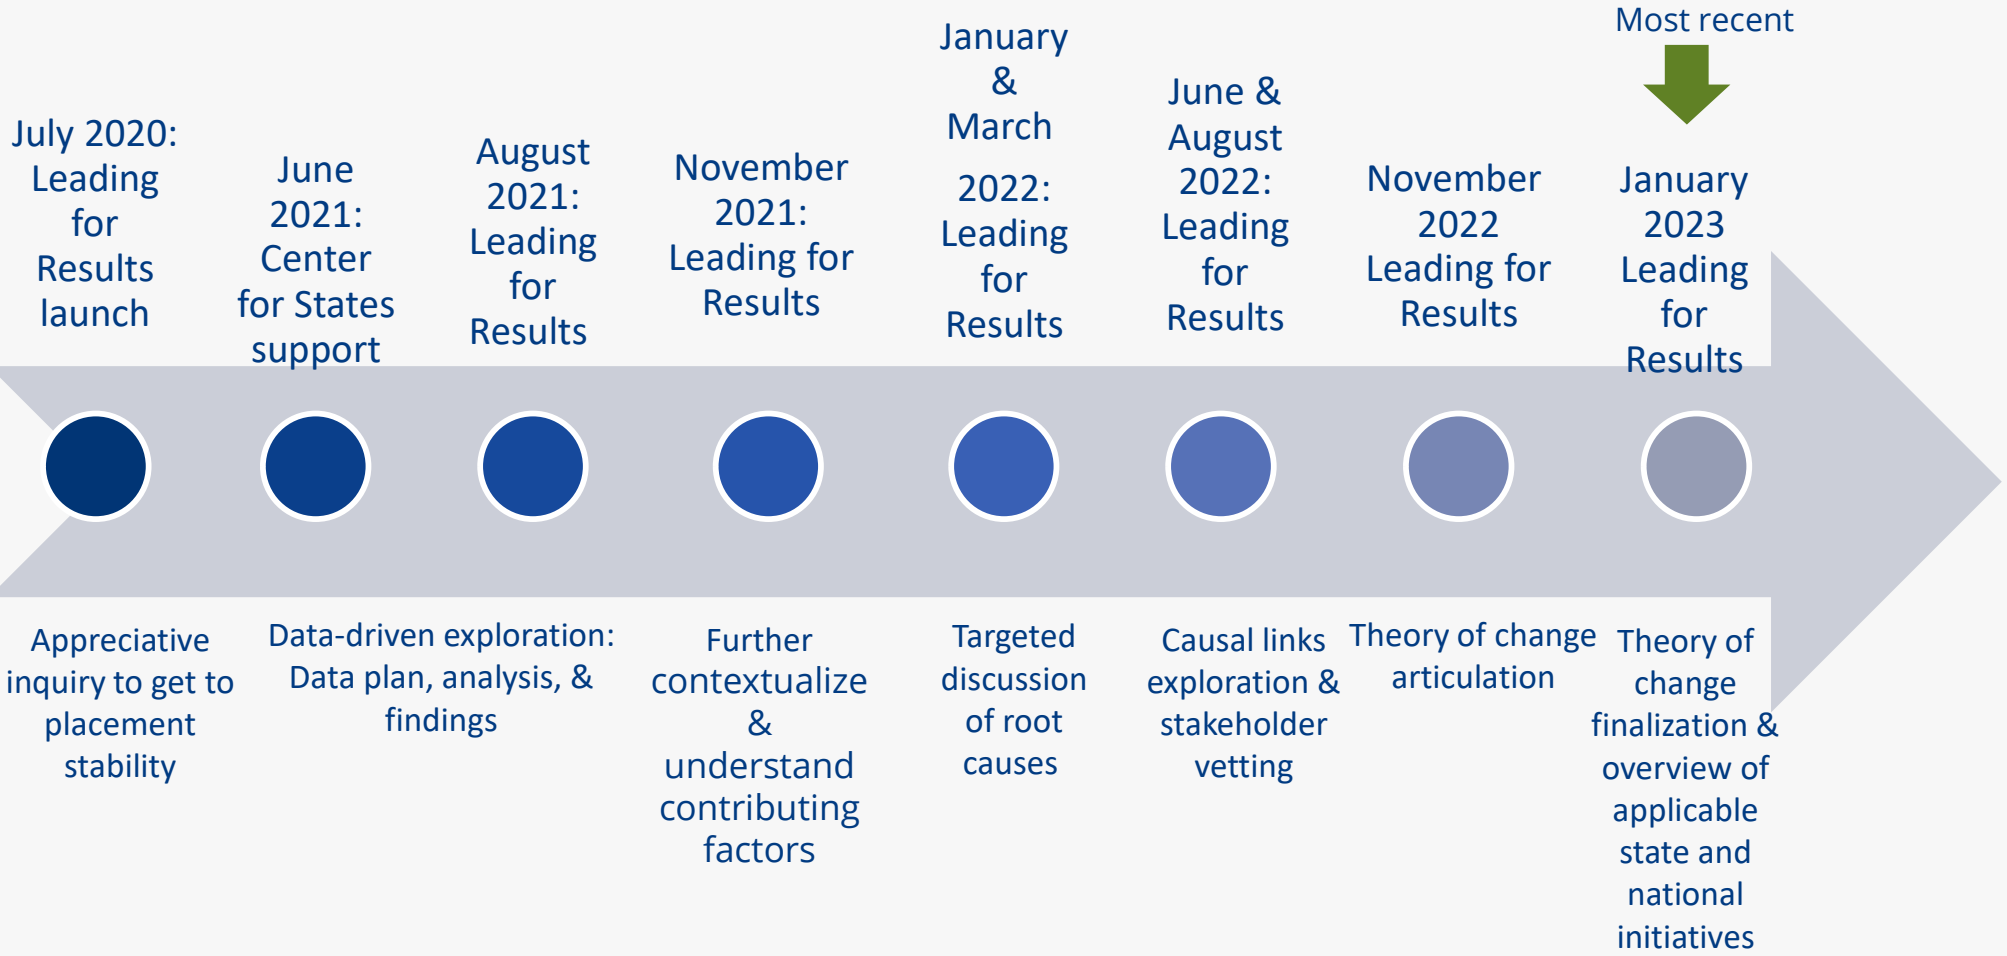 Most recent
July 2020:
Leading
for
Results
launch
June
2021:
Center
for States
support
August
2021:
Leading
for
Results
November
2021:
Leading for
Results
January
&
March
2022:
Leading
for
Results
June &
August
2022:
Leading
for
Results
November
2022
Leading for
Results
January
2023
Leading
for
Results
Appreciative
inquiry to get to
placement
stability
Data-driven exploration:
Data plan, analysis, &
findings
Further
contextualize
&
understand
contributing
factors
Targeted
discussion
of root
causes
Causal links
exploration &
stakeholder
vetting
Theory of change
articulation
Theory of
change
finalization &
overview of
applicable
state and
national
initiatives